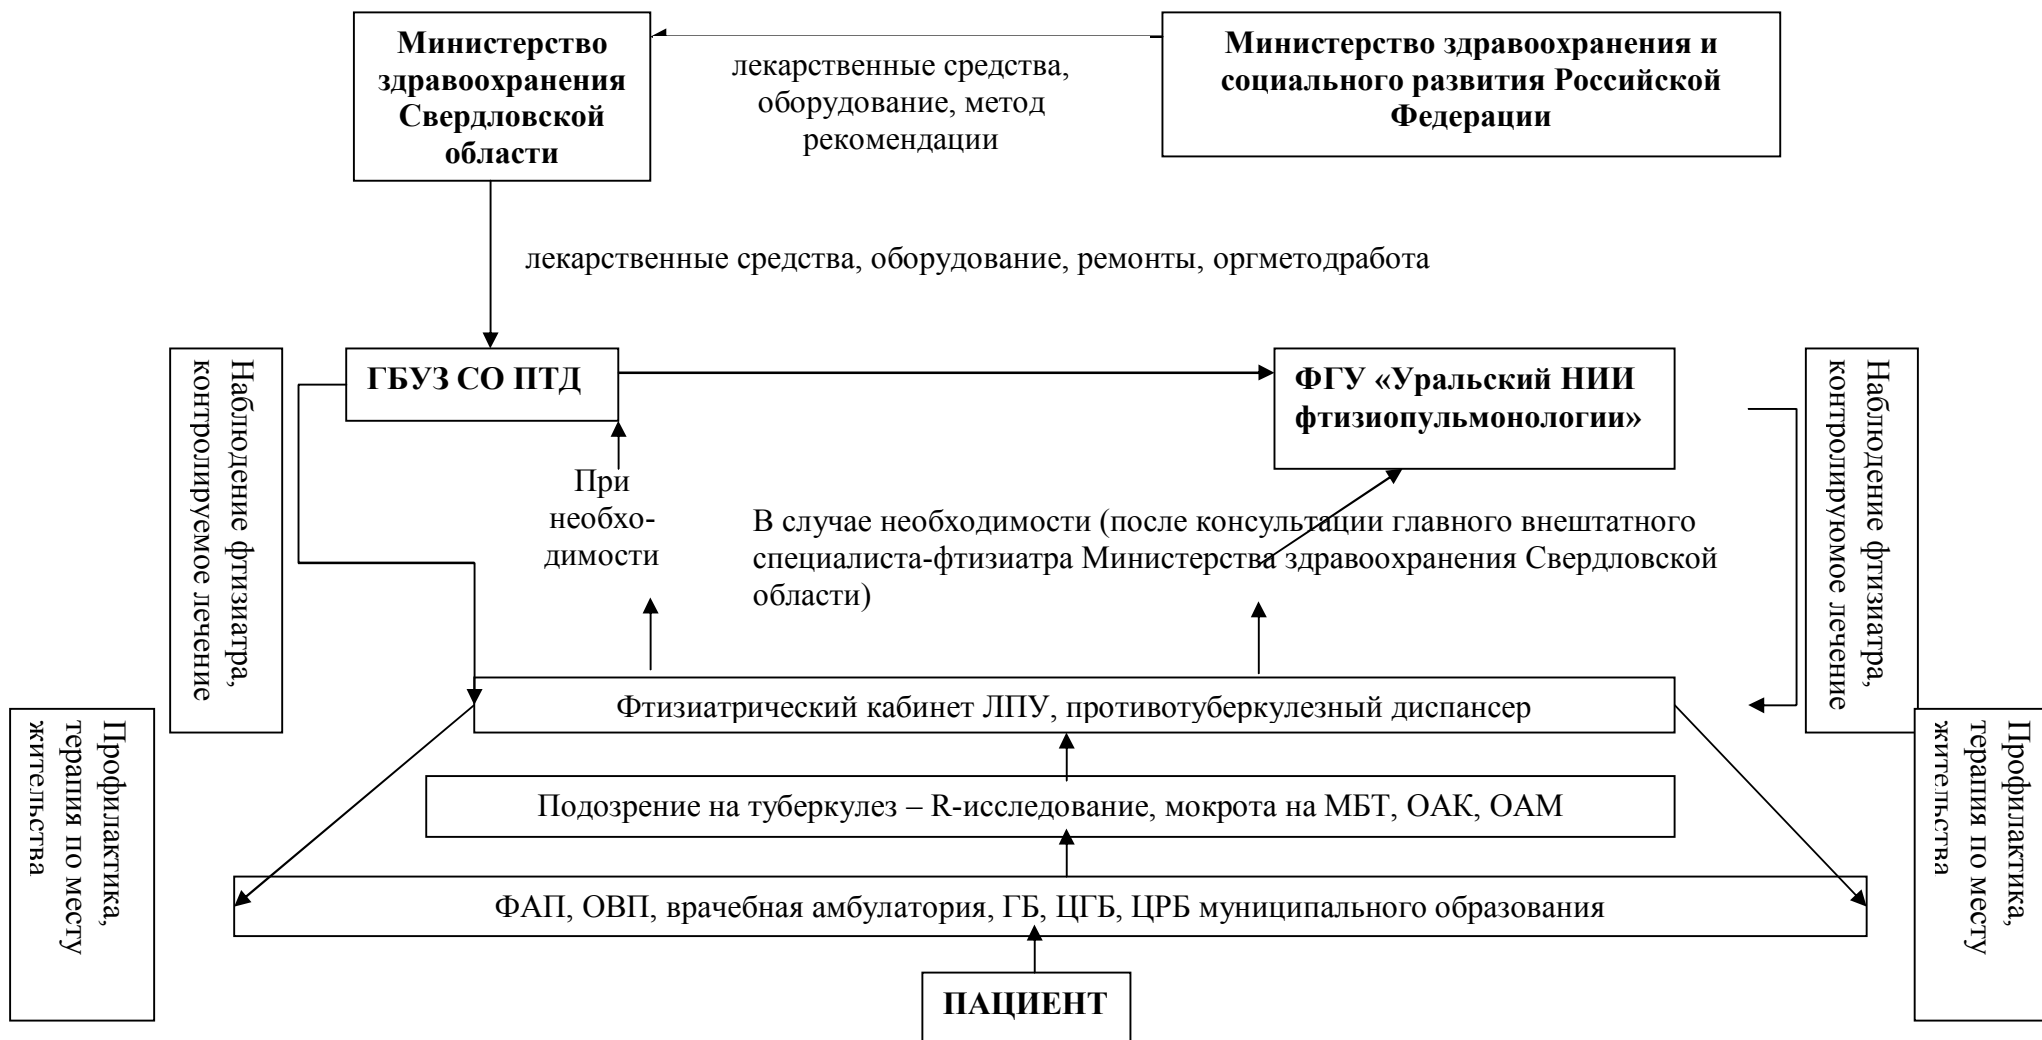 Министерство
здравоохранения
Свердловской
области
лекарственные средства,
оборудование, метод
рекомендации
Министерство здравоохранения и
социального развития Российской
Федерации
лекарственные средства, оборудование, ремонты, оргметодработа
Наблюдение фтизиатра,
контролируемое лечение
ГБУЗ СО ПТД
ФГУ «Уральский НИИ
фтизиопульмонологии»
Наблюдение фтизиатра,
контролируюмое лечение
При
необхо-
димости
В случае необходимости (после консультации главного внештатного
специалиста-фтизиатра Министерства здравоохранения Свердловской
области)
Фтизиатрический кабинет ЛПУ, противотуберкулезный диспансер
Профилактика,
терапия по месту
жительства
Профилактика,
терапия по месту
жительства
Подозрение на туберкулез – R-исследование, мокрота на МБТ, ОАК, ОАМ
ФАП, ОВП, врачебная амбулатория, ГБ, ЦГБ, ЦРБ муниципального образования
ПАЦИЕНТ